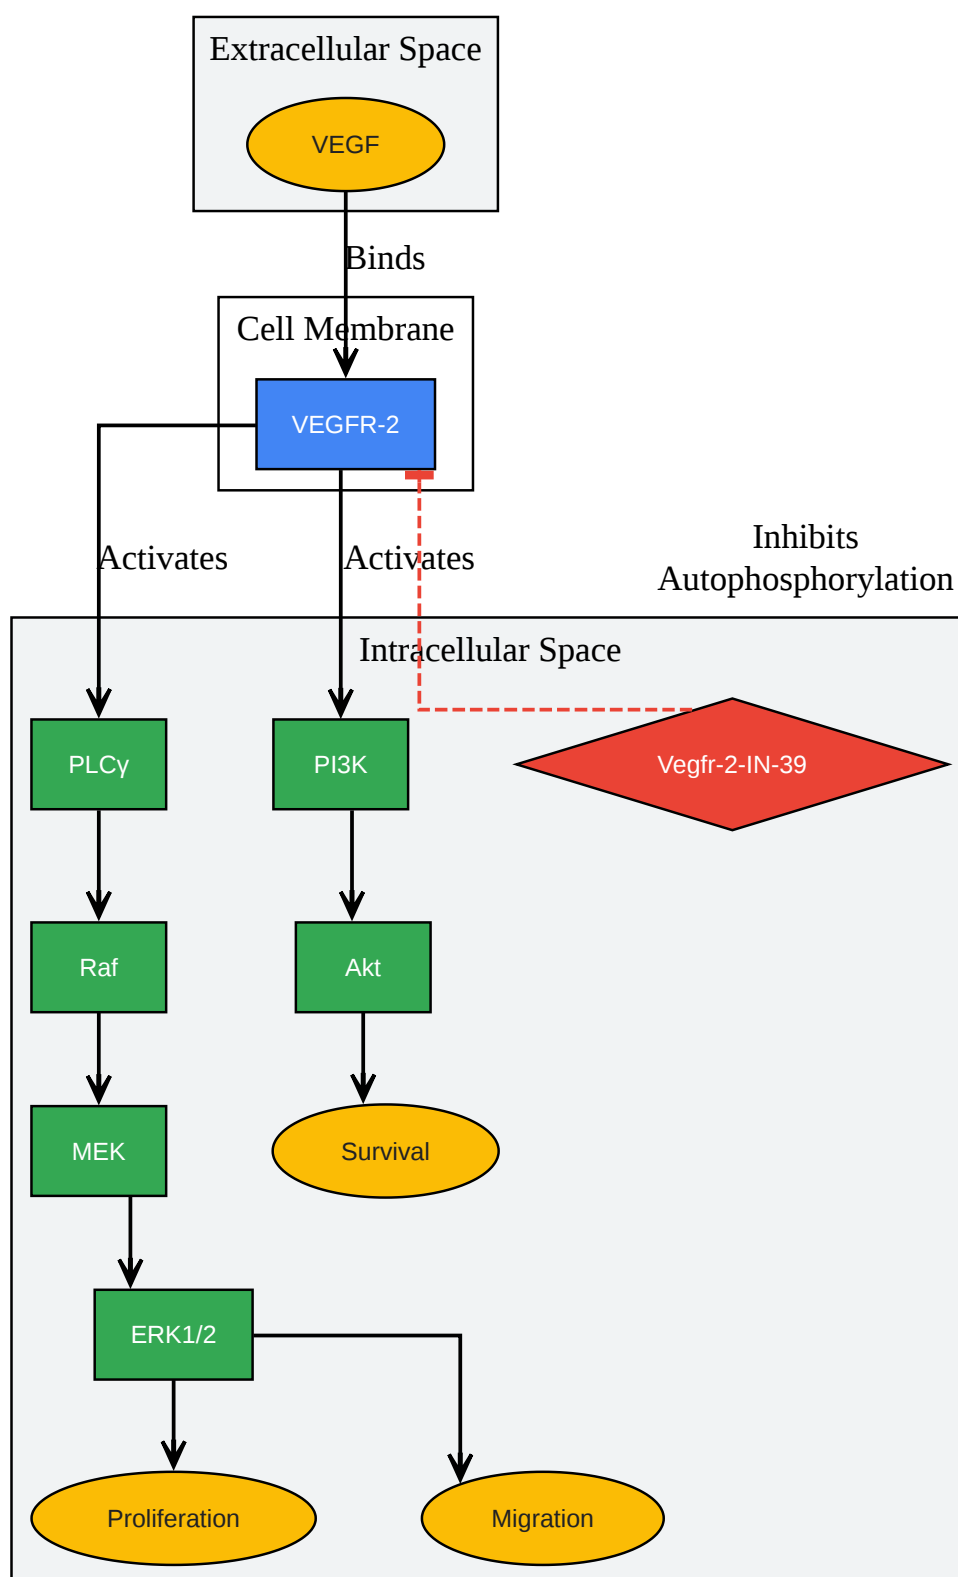 Extracellular Space
VEGF
Binds
Cell Membrane
VEGFR-2
Activates
Activates
Inhibits
Autophosphorylation
Intracellular Space
PLCγ
PI3K
Vegfr-2-IN-39
Raf
Akt
MEK
Survival
ERK1/2
Proliferation
Migration